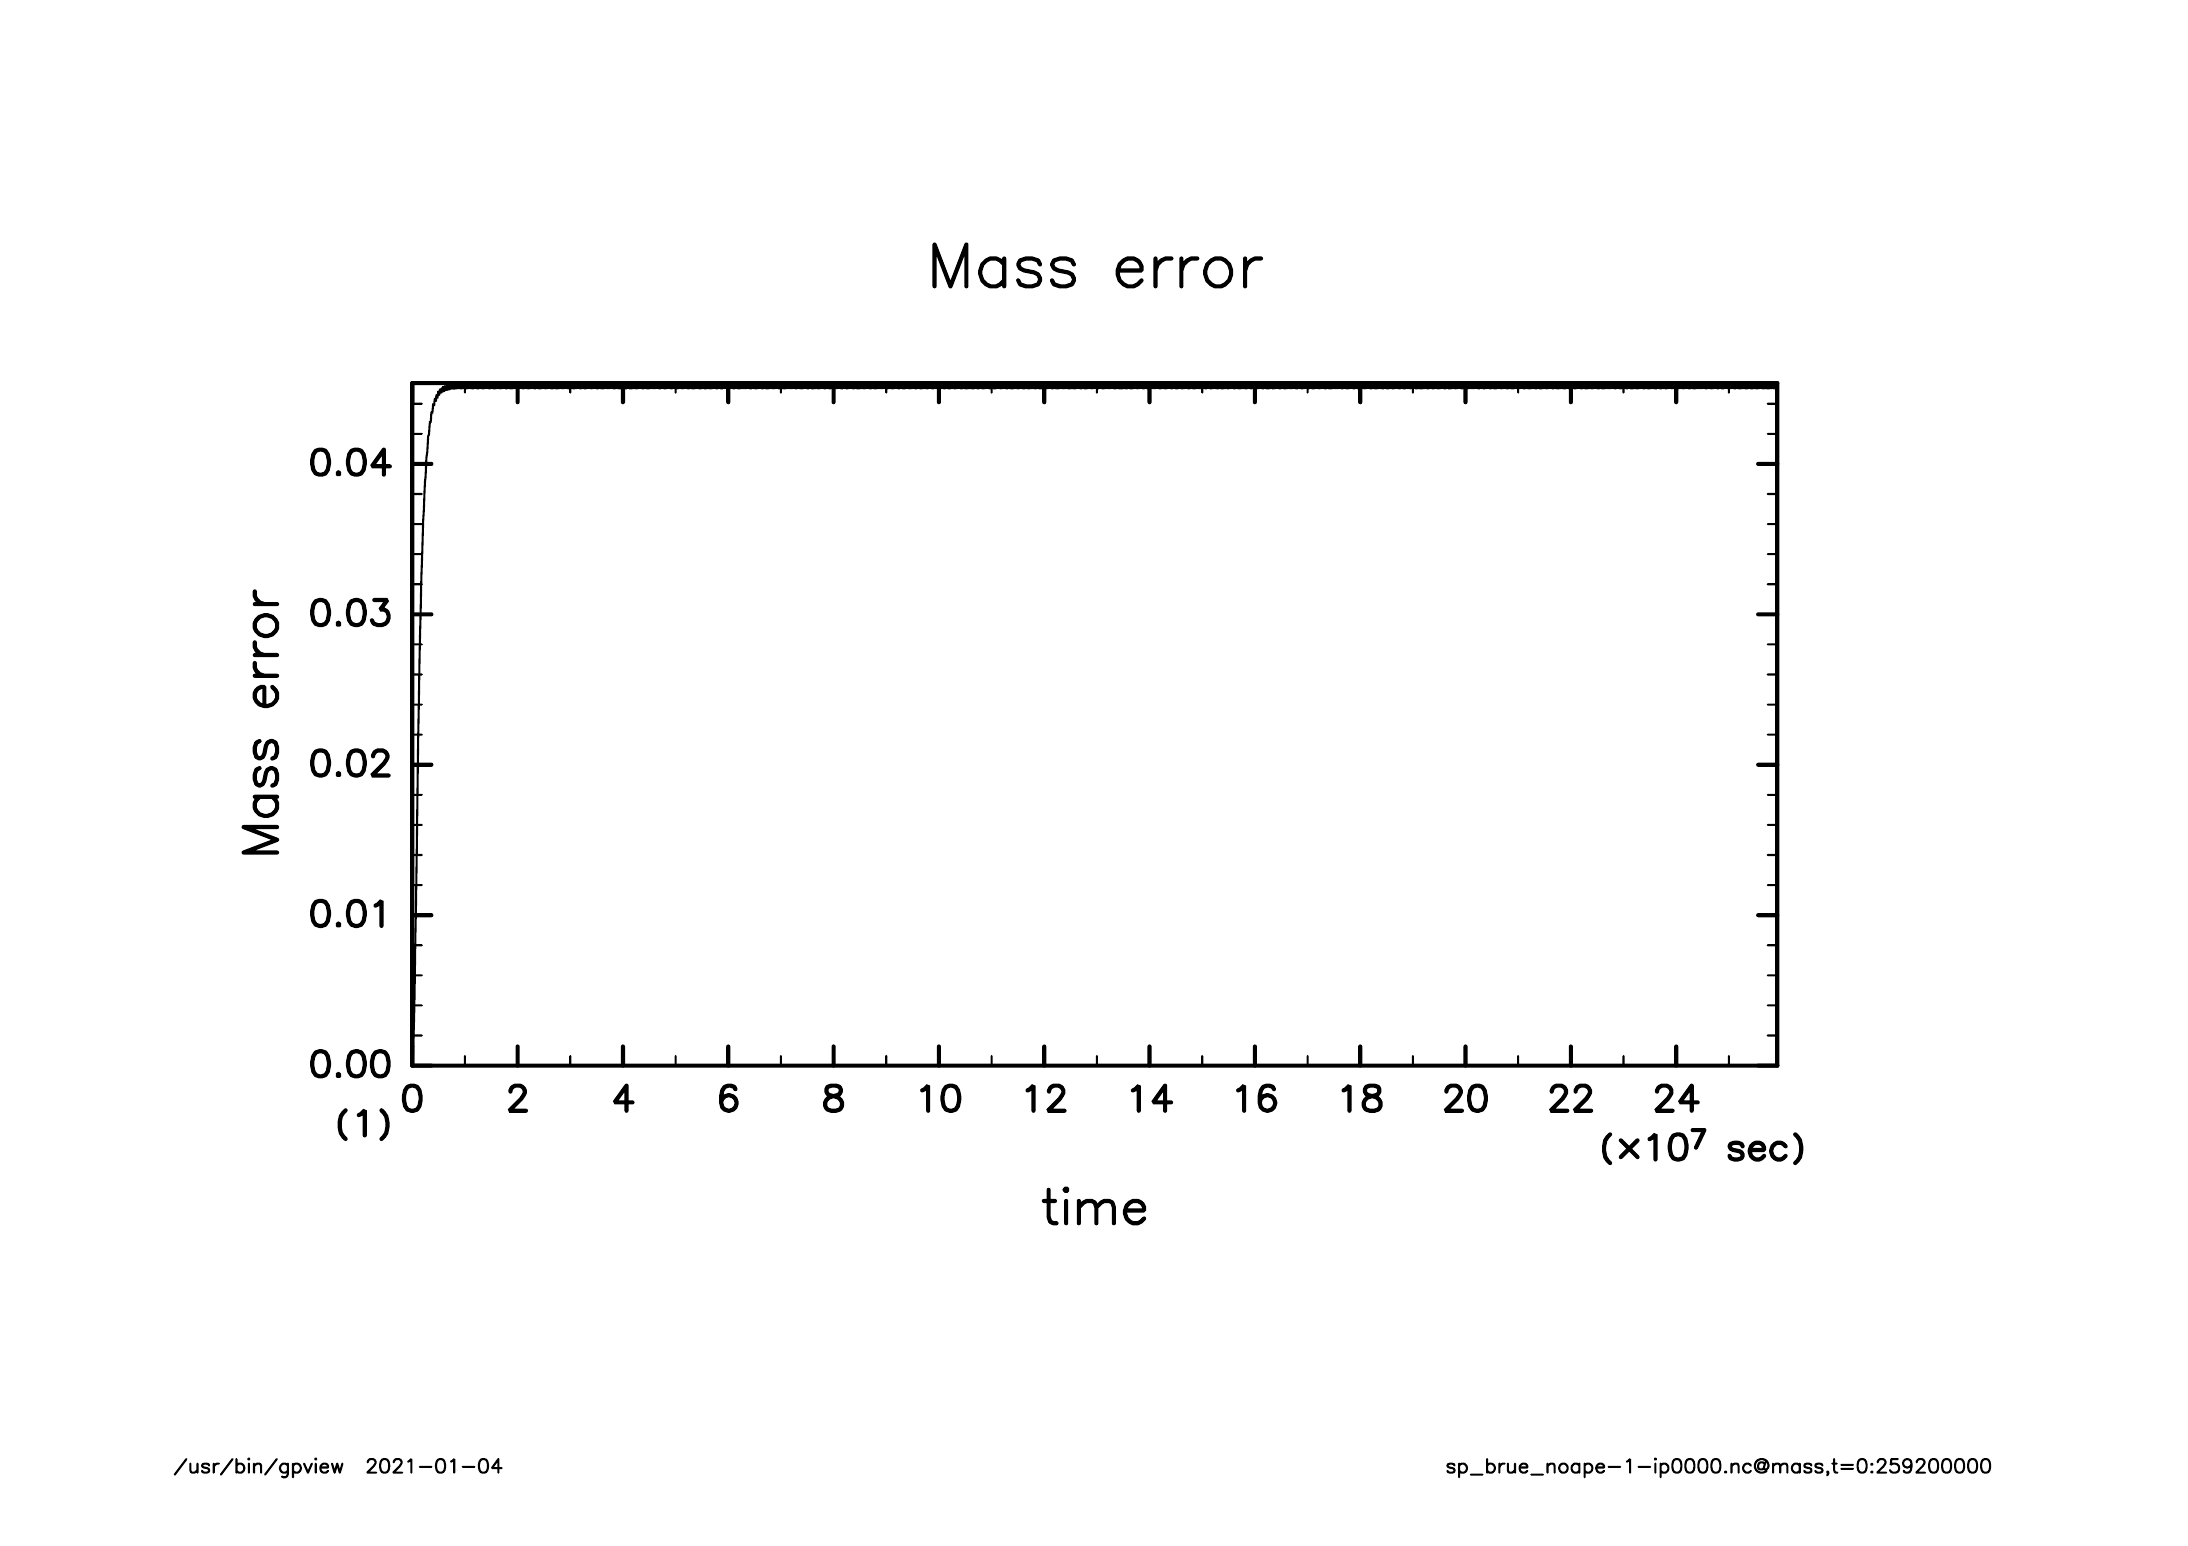 Mass error
Mass error
0.04
0.03
0.02
0.01
0.00
(1)
0 2 4 6 8 10 12 14 16 18 20 22 24
(×10⁷ sec)
time
/usr/bin/gpview 2021-01-04
sp_brue_noape-1-ip0000.nc@mass,t=0:259200000